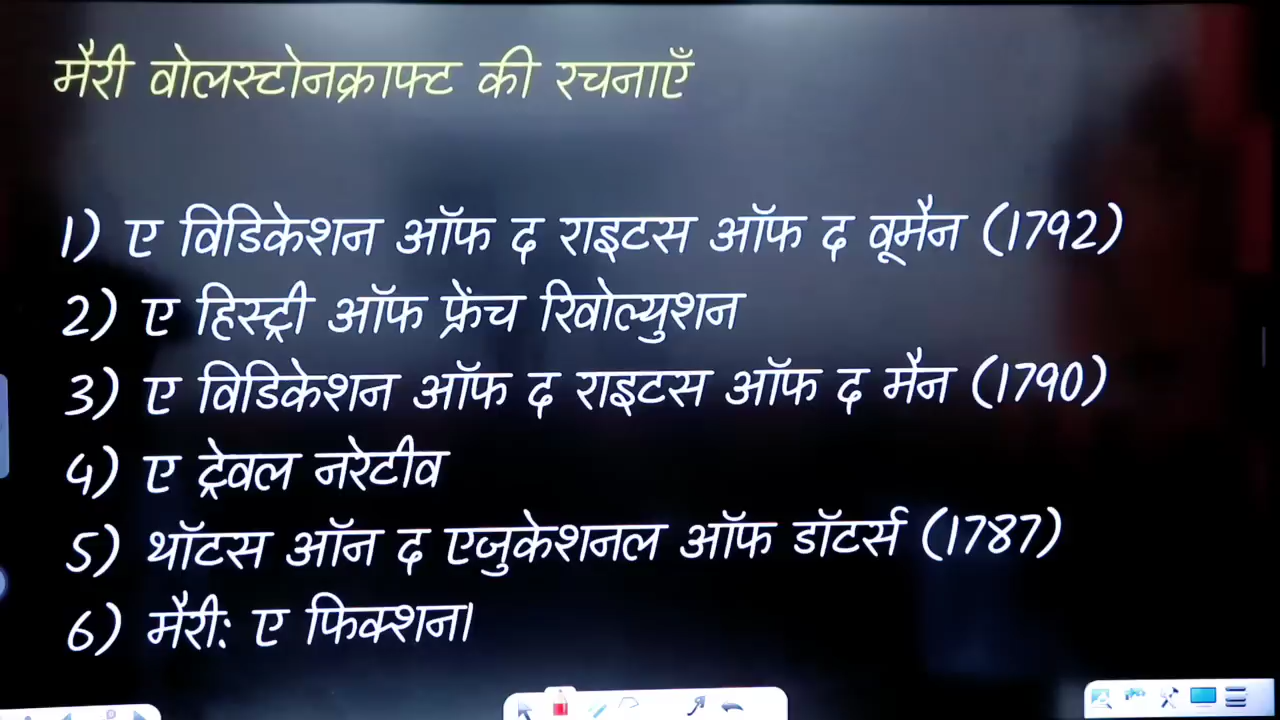 मैरी वोलस्टोनक्राफ्ट की रचनाएँ
1) ए विडिकेशन ऑफ द राइटस ऑफ द वूमैन (1792)
2) ए हिस्ट्री ऑफ फ्रेंच रिवोल्युशन
3) ए विडिकेशन ऑफ द राइटस ऑफ द मैन (1790)
4) ए ट्रेवल नरेटीव
5) थॉटस ऑन द एजुकेशनल ऑफ डॉटर्स (1787)
6) मैरी: ए फिक्शन।